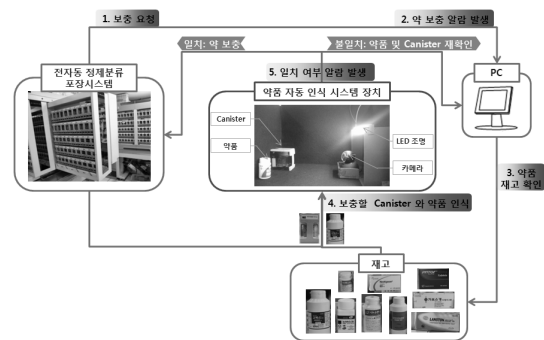 1. 보충 요청
2. 약 보충 알람 발생
일치: 약 보충
불일치: 약품 및 Canister 재확인
전자동 정제분류
포장시스템
5. 일치 여부 알람 발생
PC
약품 자동 인식 시스템 장치
Canister
약품
LED 조명
카메라
3. 약품
재고 확인
4. 보충할 Canister 와 약품 인식
재고